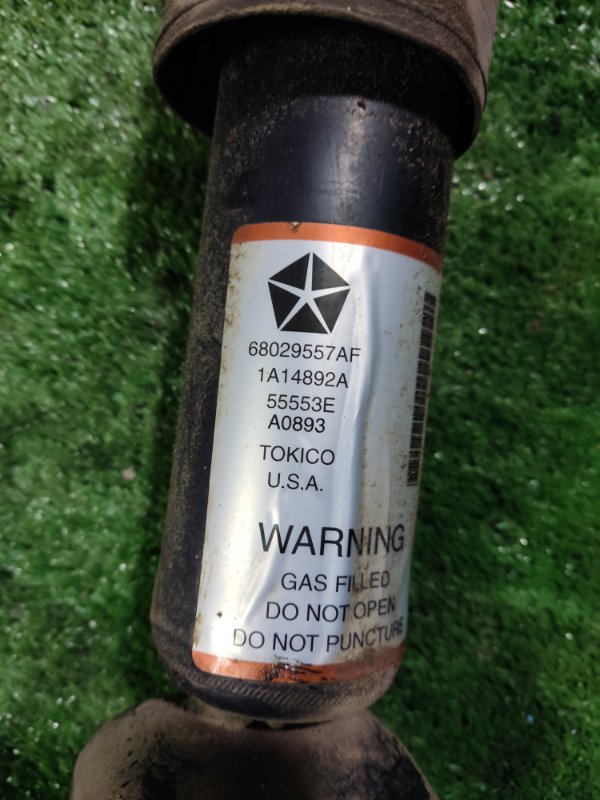 68029557AF
1A14892A
55553E
A0893
TOKICO
U.S.A.
WARNING
GAS FILLED
DO NOT OPEN
DO NOT PUNCTURE